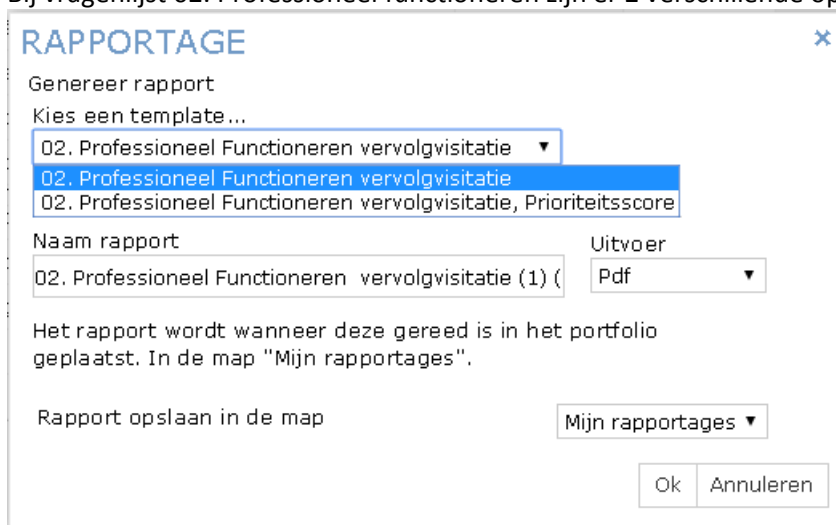 RAPPORTAGE ×
Genereer rapport
Kies een template...
02. Professioneel Functioneren vervolgvisitatie ▼
02. Professioneel Functioneren vervolgvisitatie
02. Professioneel Functioneren vervolgvisitatie, Prioriteitsscore
Naam rapport Uitvoer
02. Professioneel Functioneren vervolgvisitatie (1) ( Pdf ▼
Het rapport wordt wanneer deze gereed is in het portfolio
geplaatst. In de map "Mijn rapportages".
Rapport opslaan in de map Mijn rapportages ▼
Ok Annuleren